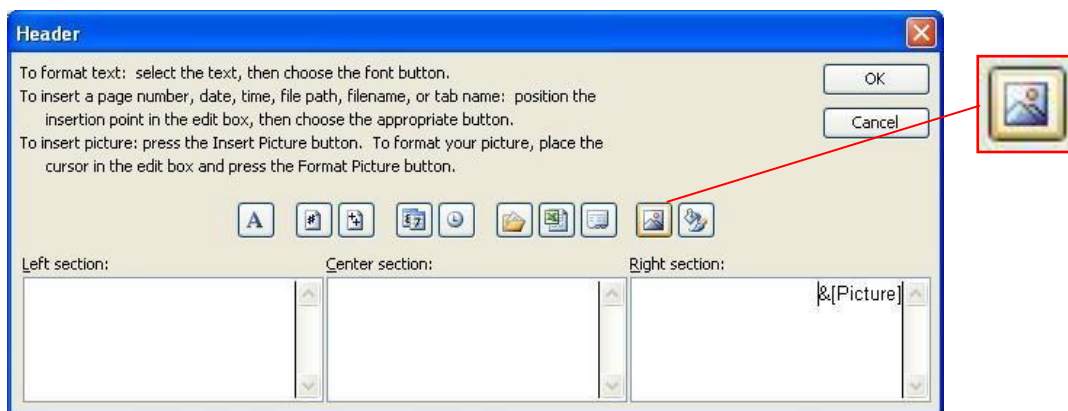 Header
To format text: select the text, then choose the font button.
To insert a page number, date, time, file path, filename, or tab name: position the
insertion point in the edit box, then choose the appropriate button.
To insert picture: press the Insert Picture button. To format your picture, place the
cursor in the edit box and press the Format Picture button.
OK
Cancel
A
Left section:
Center section:
Right section:
&[Picture]